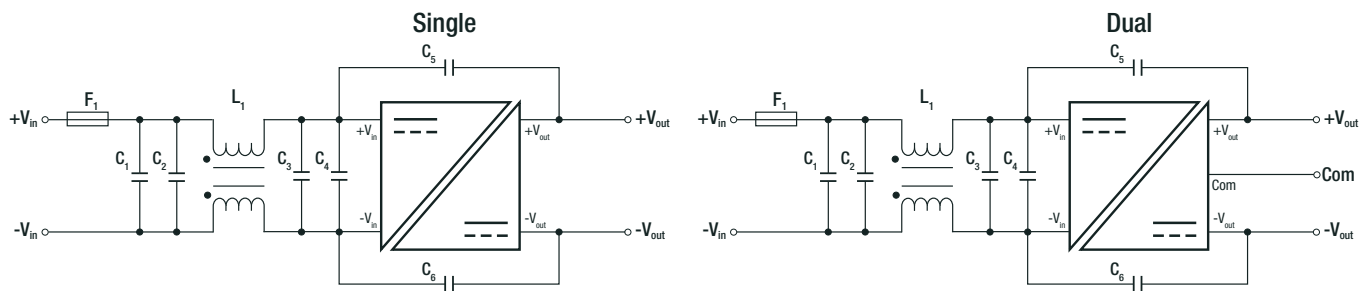 Single
C5
F1
L1
+Vin
+Vin
+Vout
+Vout
C1
C2
C3
C4
-Vin
-Vout
-Vin
-Vout
C6
Dual
C5
F1
L1
+Vin
+Vin
+Vout
+Vout
C1
C2
C3
C4
Com
Com
-Vin
-Vout
-Vin
-Vout
C6